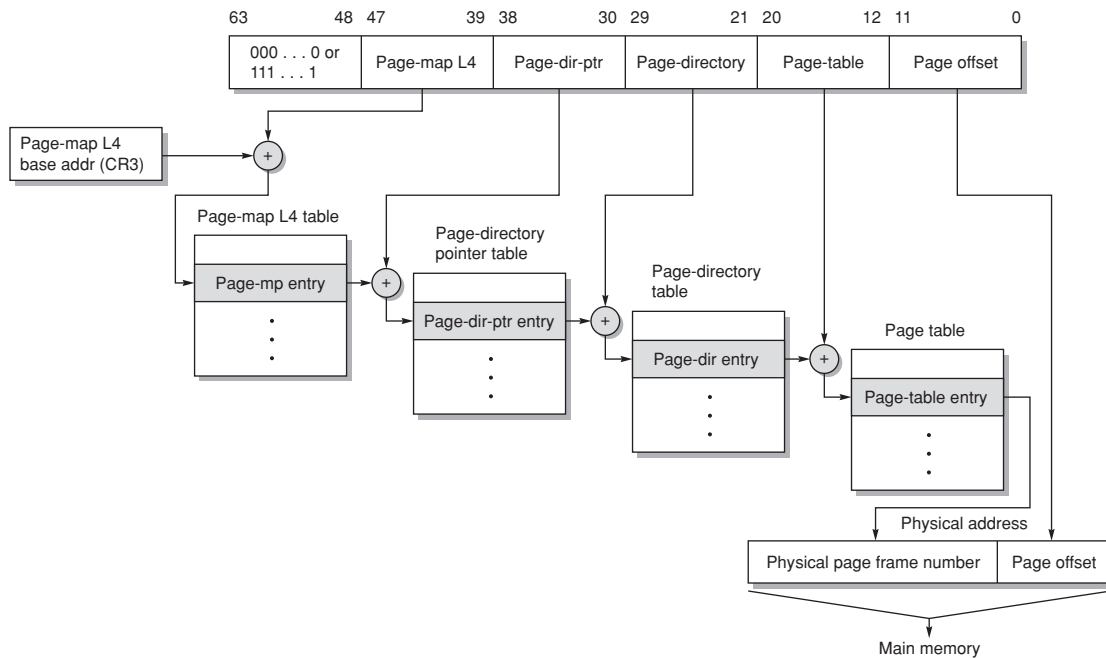 63 48 47 39 38 30 29 21 20 12 11 0
000 . . . 0 or
111 . . . 1
Page-map L4
Page-dir-ptr
Page-directory
Page-table
Page offset
Page-map L4
base addr (CR3)
+
Page-map L4 table
Page-mp entry
+
Page-directory
pointer table
Page-dir-ptr entry
+
Page-directory
table
Page-dir entry
+
Page table
Page-table entry
Physical address
Physical page frame number
Page offset
Main memory